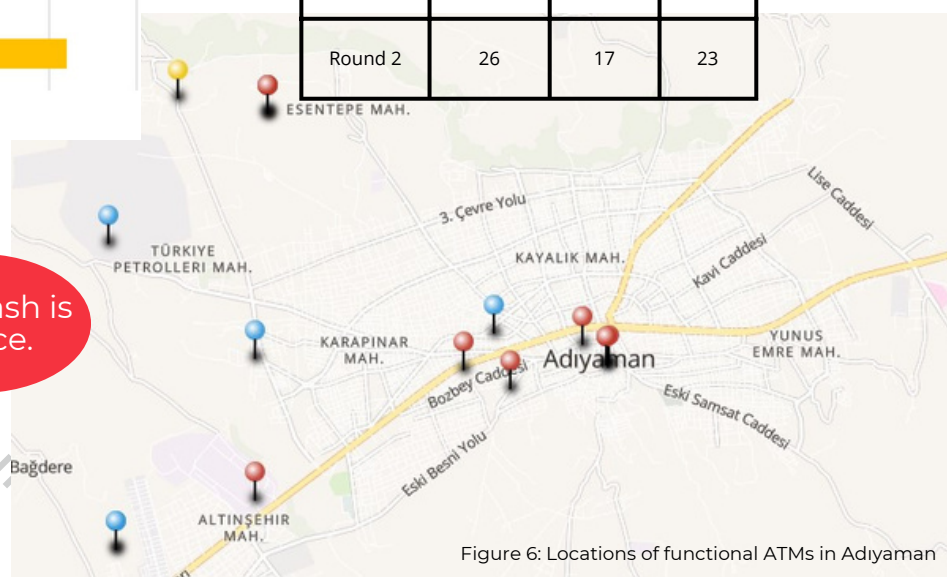 Round 2 26 17 23
ESENTEPE MAH.
Lise Caddesi
3. Çevre Yolu
TÜRKIYE
PETROLLERI MAH.
KAYALIK MAH.
Kavi Caddesi
ce.
KARAPINAR
MAH.
Adıyaman
YUNUS
EMRE MAH.
Bozbey Caddesi
Eski Samsat Caddesi
Eski Besni Yolu
Bağdere
ALTINŞEHIR
MAH.
Figure 6: Locations of functional ATMs in Adıyaman